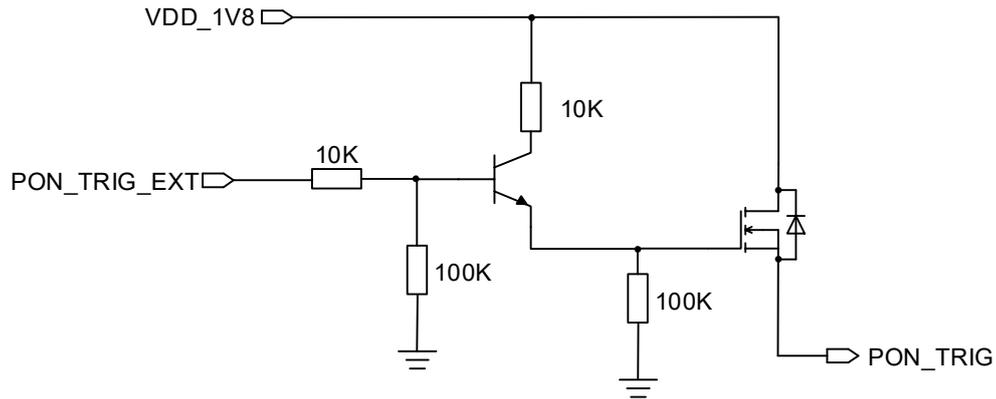 VDD_1V8
10K
10K
PON_TRIG_EXT
100K
100K
PON_TRIG